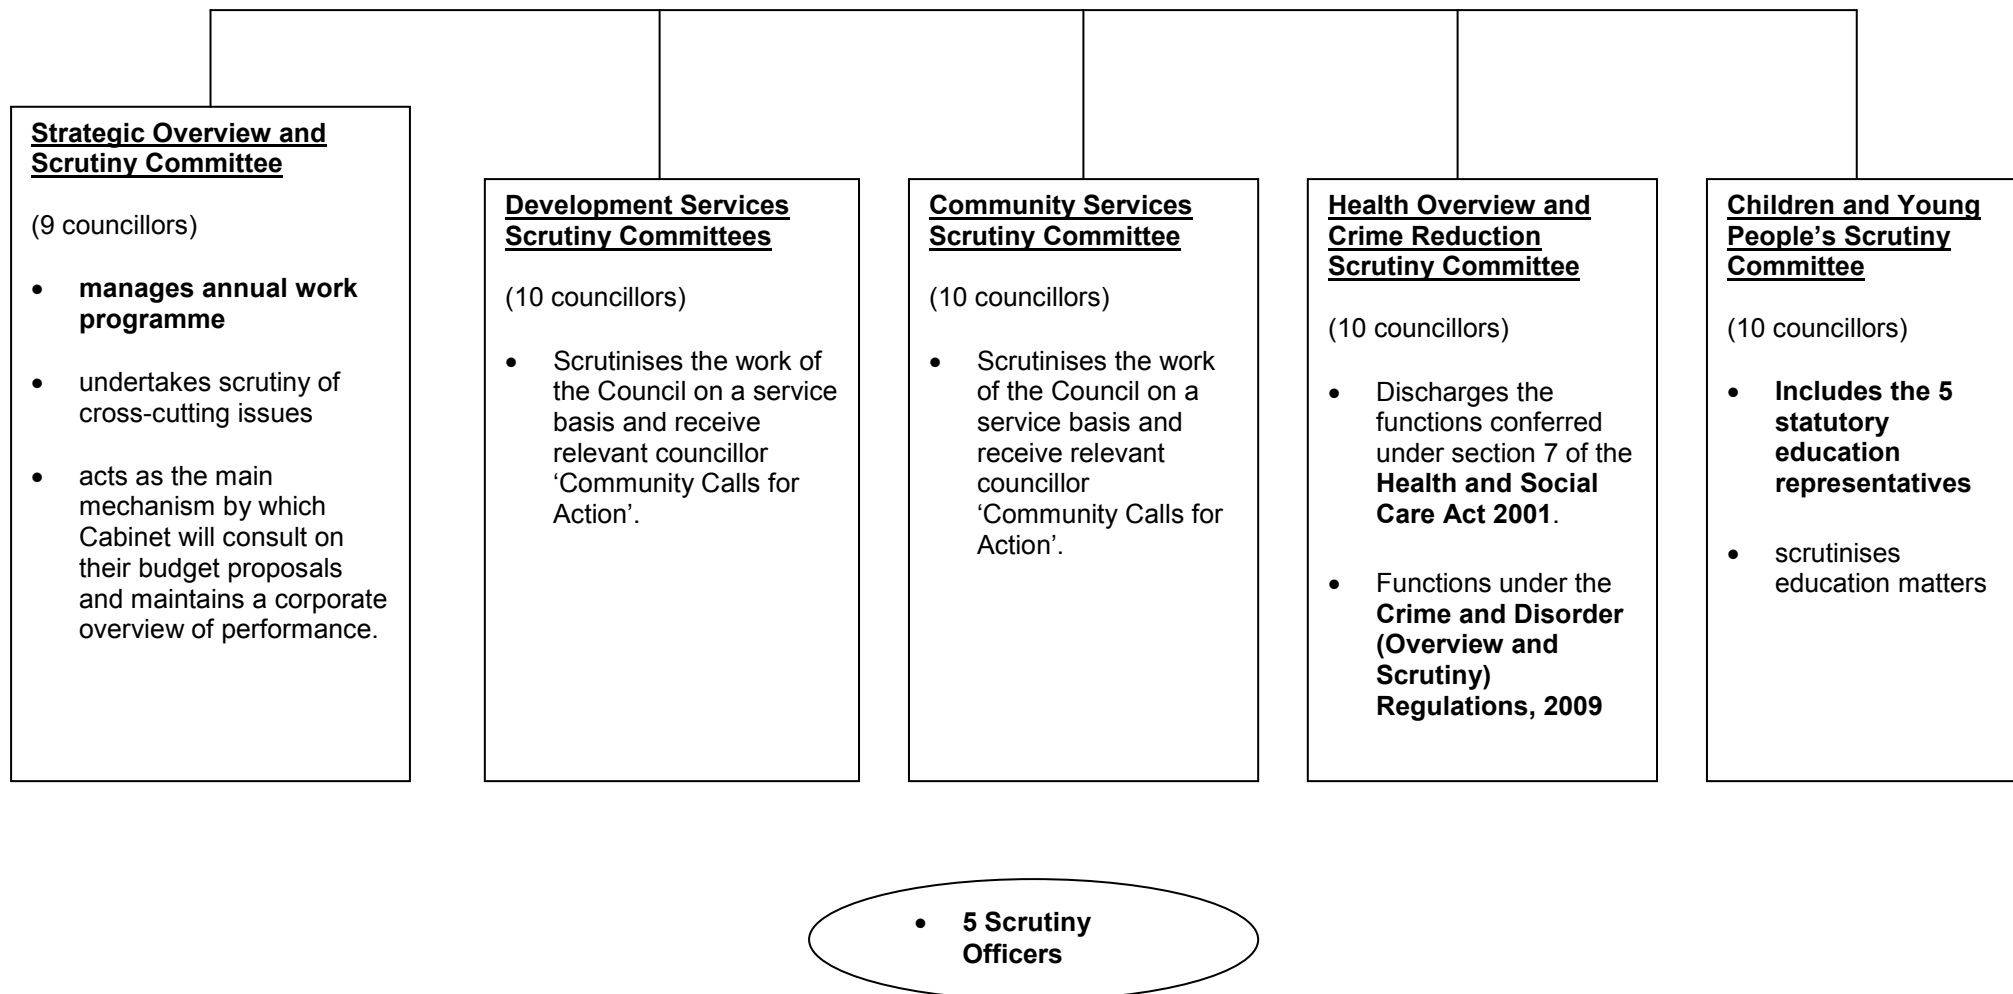 Strategic Overview and
Scrutiny Committee
(9 councillors)
• manages annual work
programme
• undertakes scrutiny of
cross-cutting issues
• acts as the main
mechanism by which
Cabinet will consult on
their budget proposals
and maintains a corporate
overview of performance.
Development Services
Scrutiny Committees
(10 councillors)
• Scrutinises the work of
the Council on a service
basis and receive
relevant councillor
‘Community Calls for
Action’.
Community Services
Scrutiny Committee
(10 councillors)
• Scrutinises the work
of the Council on a
service basis and
receive relevant
councillor
‘Community Calls for
Action’.
Health Overview and
Crime Reduction
Scrutiny Committee
(10 councillors)
• Discharges the
functions conferred
under section 7 of the
Health and Social
Care Act 2001.
• Functions under the
Crime and Disorder
(Overview and
Scrutiny)
Regulations, 2009
Children and Young
People’s Scrutiny
Committee
(10 councillors)
• Includes the 5
statutory
education
representatives
• scrutinises
education matters
• 5 Scrutiny
Officers